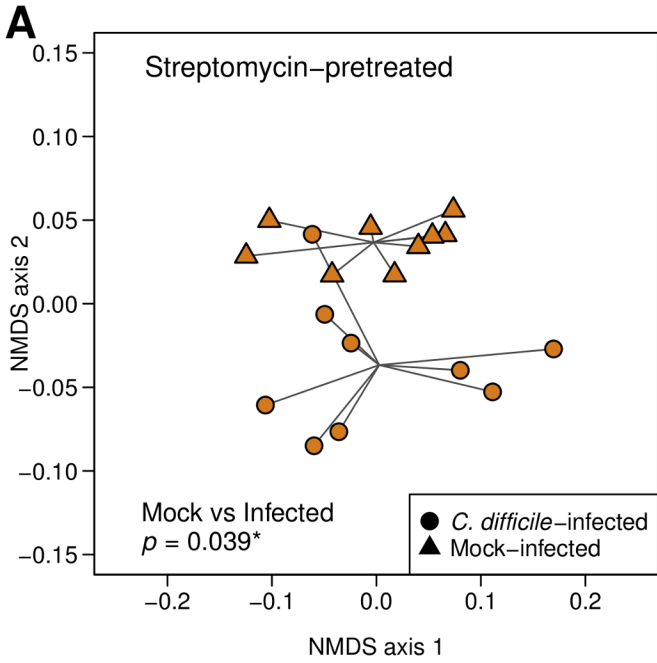 A
Streptomycin−pretreated
0.15
0.10
0.05
0.00
−0.05
−0.10
−0.15
NMDS axis 2
Mock vs Infected
p = 0.039*
C. difficile−infected
Mock−infected
−0.2
−0.1
0.0
0.1
0.2
NMDS axis 1